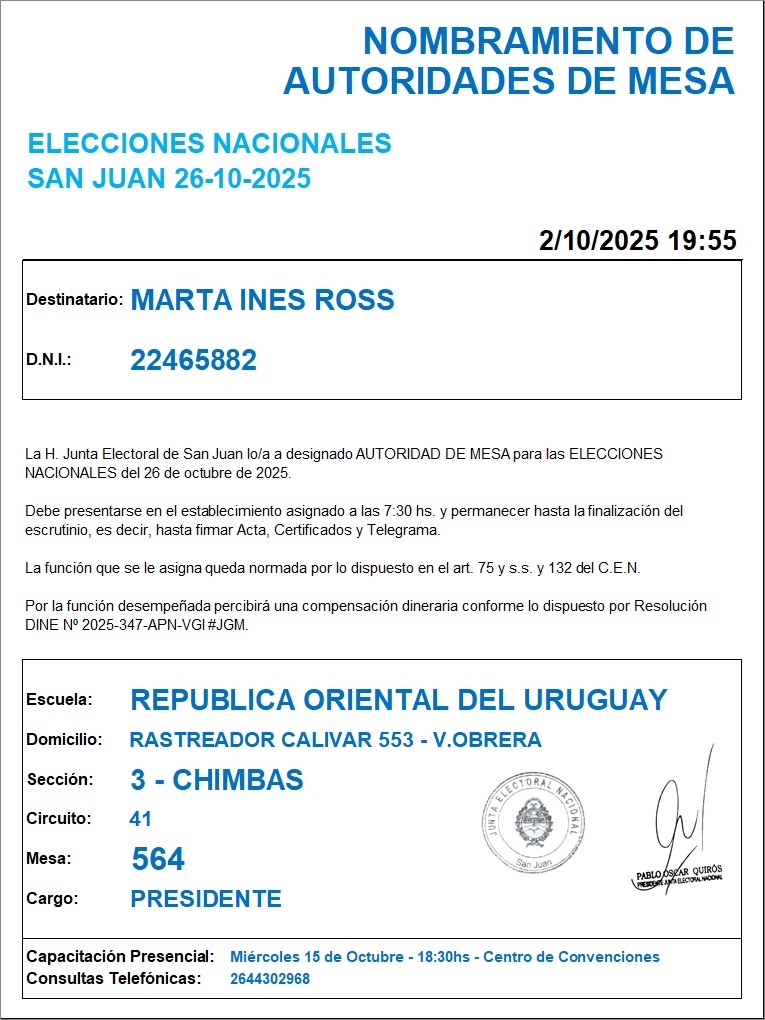 NOMBRAMIENTO DE
AUTORIDADES DE MESA
ELECCIONES NACIONALES
SAN JUAN 26-10-2025
2/10/2025 19:55
Destinatario: MARTA INES ROSS
D.N.I.: 22465882
La H. Junta Electoral de San Juan lo/a a designado AUTORIDAD DE MESA para las ELECCIONES
NACIONALES del 26 de octubre de 2025.
Debe presentarse en el establecimiento asignado a las 7:30 hs. y permanecer hasta la finalización del
escrutinio, es decir, hasta firmar Acta, Certificados y Telegrama.
La función que se le asigna queda normada por lo dispuesto en el art. 75 y s.s. y 132 del C.E.N.
Por la función desempeñada percibirá una compensación dineraria conforme lo dispuesto por Resolución
DINE Nº 2025-347-APN-VGI#JGM.
Escuela: REPUBLICA ORIENTAL DEL URUGUAY
Domicilio: RASTREADOR CALIVAR 553 - V.OBRERA
Sección: 3 - CHIMBAS
Circuito: 41
Mesa: 564
Cargo: PRESIDENTE
JUNTA ELECTORAL NACIONAL
San Juan
PABLO OSCAR QUIRÓS
PRESIDENTE JUNTA ELECTORAL NACIONAL
Capacitación Presencial: Miércoles 15 de Octubre - 18:30hs - Centro de Convenciones
Consultas Telefónicas: 2644302968